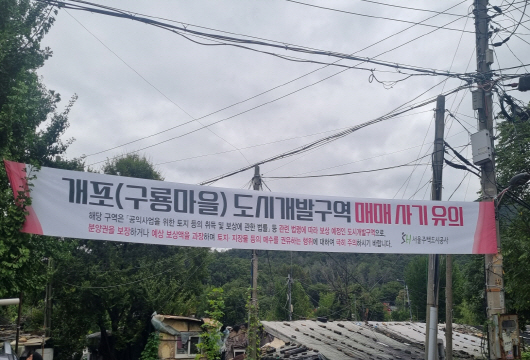 개포(구룡마을) 도시개발구역 매매 사기 유의
해당 구역은 「공익사업을 위한 토지 등의 취득 및 보상에 관한 법률」 등 관련 법령에 따라 보상 예정인 도시개발구역으로,
분양권을 보장하거나 예상 보상액을 과장하며 토지·지장물 등의 매수를 권유하는 행위에 대하여 극히 주의하시기 바랍니다.
SH 서울주택도시공사